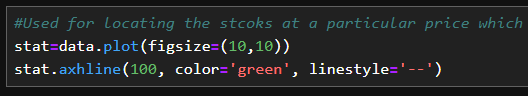 #Used for locating the stcoks at a particular price which
stat=data.plot(figsize=(10,10))
stat.axhline(100, color='green', linestyle='--')